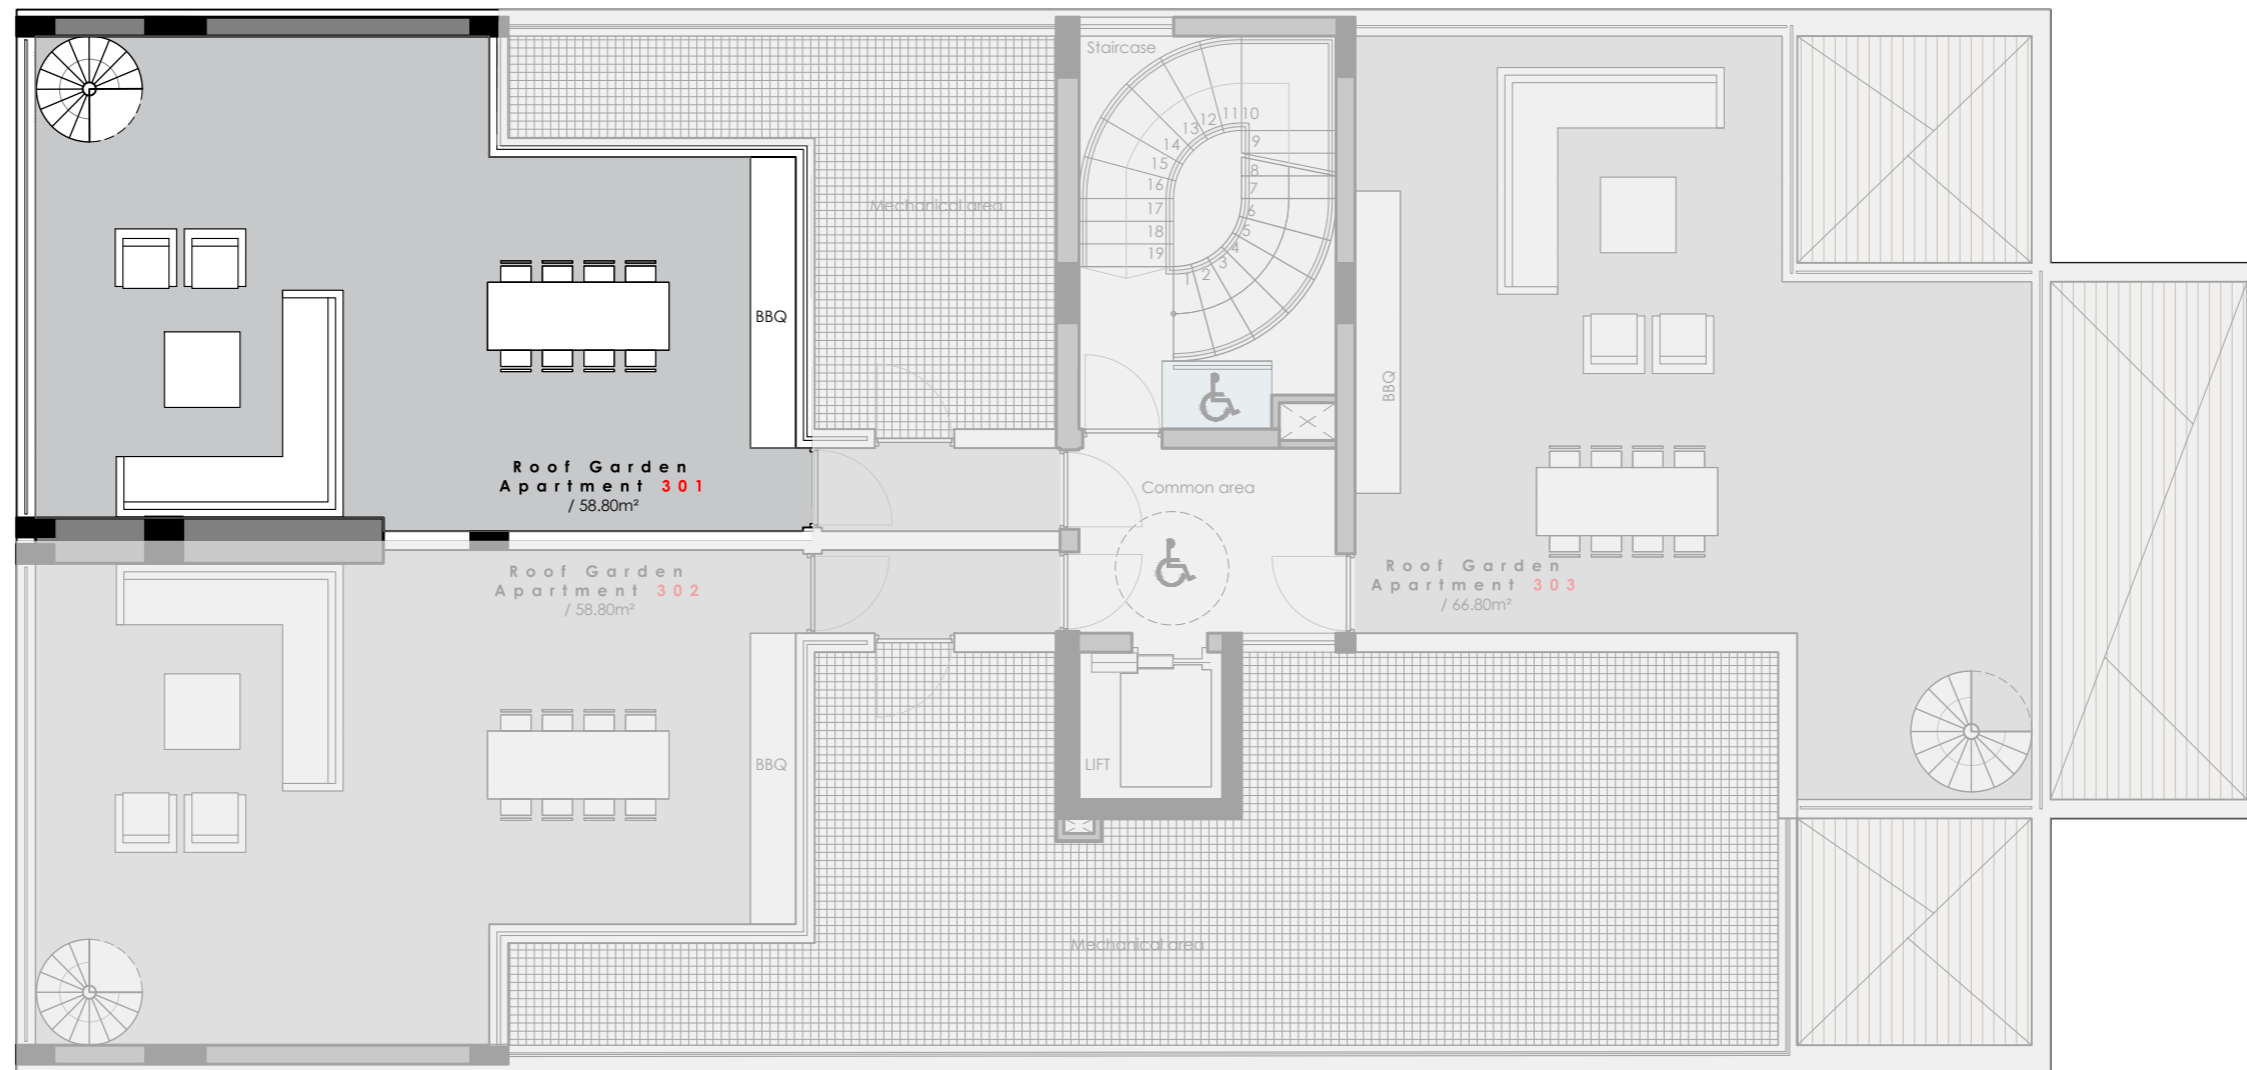 Staircase
11 10
12
13
9
14
15
8
16
7
17
6
18
5
19
4
3
2
1
Mechanical area
BBQ
BBQ
Roof Garden
Apartment 301
/ 58.80m²
Common area
Roof Garden
Apartment 302
/ 58.80m²
Roof Garden
Apartment 303
/ 66.80m²
BBQ
LIFT
Mechanical area